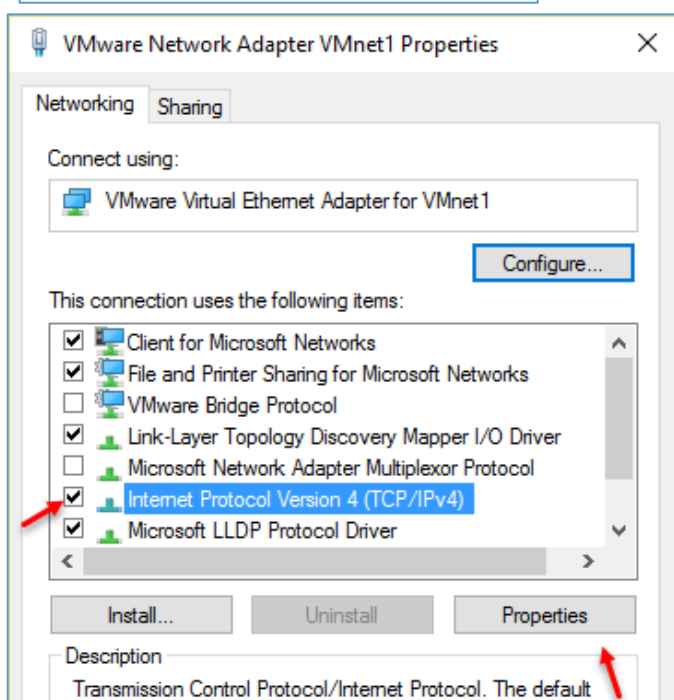 VMware Network Adapter VMnet1 Properties
Networking Sharing
Connect using:
VMware Virtual Ethernet Adapter for VMnet1
Configure...
This connection uses the following items:
Client for Microsoft Networks
File and Printer Sharing for Microsoft Networks
VMware Bridge Protocol
Link-Layer Topology Discovery Mapper I/O Driver
Microsoft Network Adapter Multiplexor Protocol
Internet Protocol Version 4 (TCP/IPv4)
Microsoft LLDP Protocol Driver
Install... Uninstall Properties
Description
Transmission Control Protocol/Internet Protocol. The default